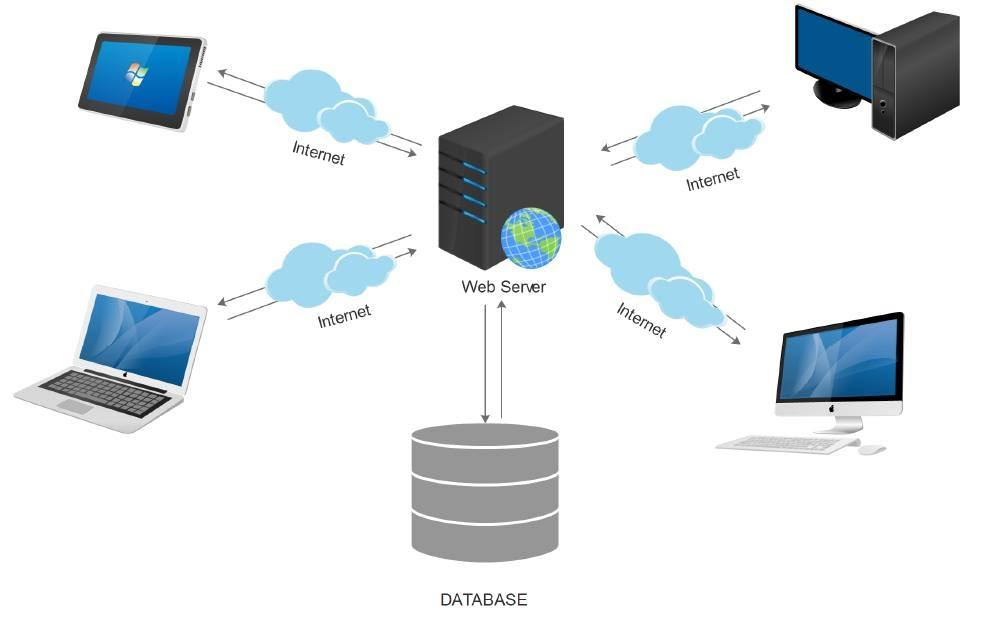 Internet
Internet
Web Server
Internet
Internet
DATABASE